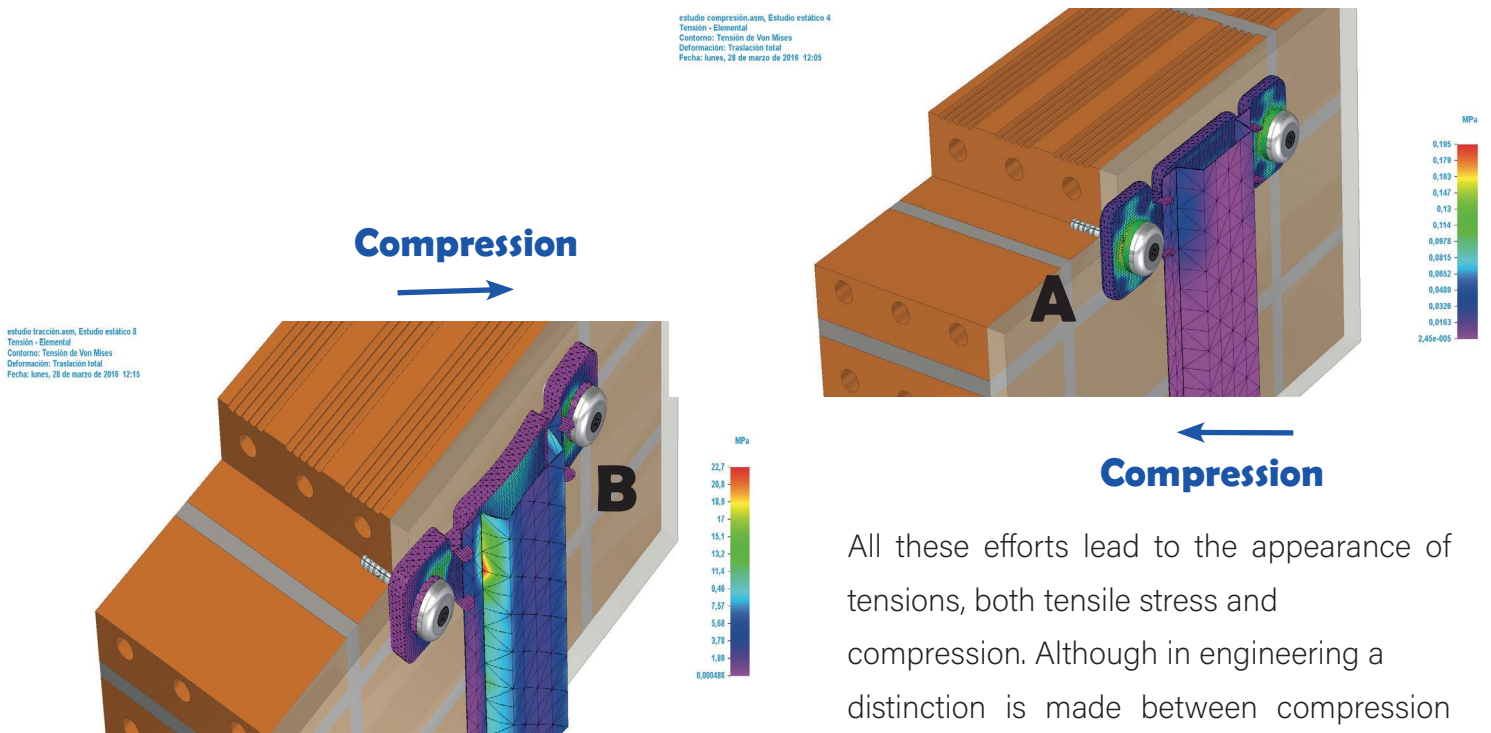 estudio compresión.asm, Estudio estático 4
Tensión - Elemental
Contorno: Tensión de Von Mises
Deformación: Traslación total
Fecha: lunes, 28 de marzo de 2016 12:05
MPa
0,195
0,179
0,163
0,147
0,13
0,114
0,0978
0,0815
0,0652
0,0489
0,0326
0,0163
2,45e-005
A
Compression
estudio tracción.asm, Estudio estático 8
Tensión - Elemental
Contorno: Tensión de Von Mises
Deformación: Traslación total
Fecha: lunes, 28 de marzo de 2016 12:15
MPa
22,7
20,8
18,9
17
15,1
13,2
11,4
9,46
7,57
5,68
3,78
1,89
0,000486
B
Compression
All these efforts lead to the appearance of
tensions, both tensile stress and
compression. Although in engineering a
distinction is made between compression